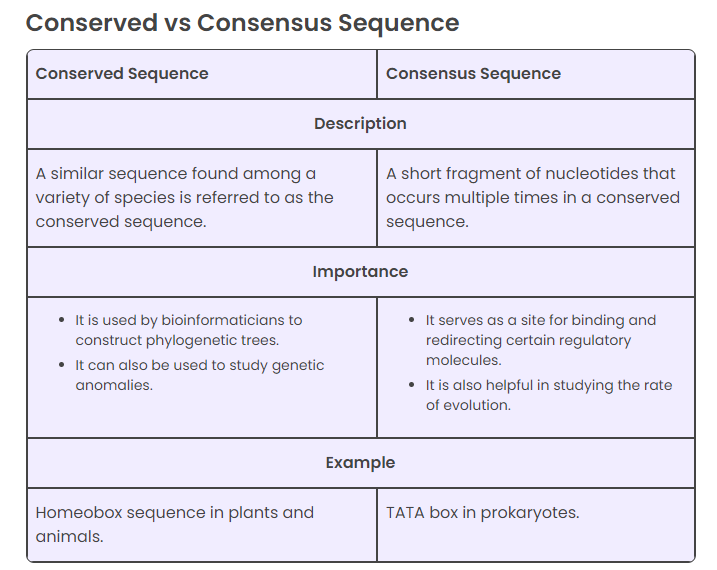 Conserved vs Consensus Sequence
Conserved Sequence
Consensus Sequence
Description
A similar sequence found among a
variety of species is referred to as the
conserved sequence.
A short fragment of nucleotides that
occurs multiple times in a conserved
sequence.
Importance
• It is used by bioinformaticians to
construct phylogenetic trees.
• It can also be used to study genetic
anomalies.
• It serves as a site for binding and
redirecting certain regulatory
molecules.
• It is also helpful in studying the rate
of evolution.
Example
Homeobox sequence in plants and
animals.
TATA box in prokaryotes.